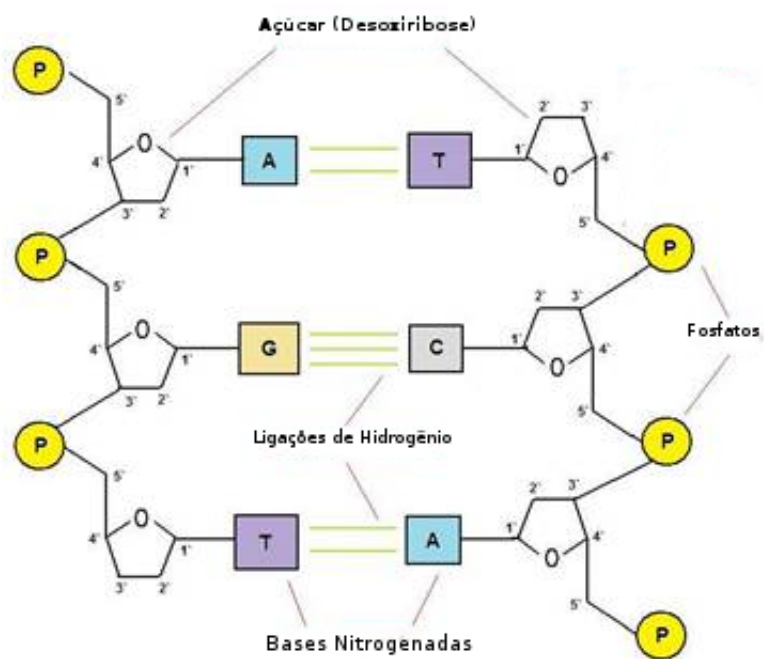 Açúcar (Desoxiribose)
P
5'
O
4'
1'
3'
2'
A
T
2'
3'
1'
4'
O
5'
P
P
5'
O
4'
1'
3'
2'
G
C
2'
3'
1'
4'
O
5'
Fosfatos
Ligações de Hidrogênio
P
P
5'
O
4'
1'
3'
2'
T
A
2'
3'
1'
4'
O
5'
P
Bases Nitrogenadas